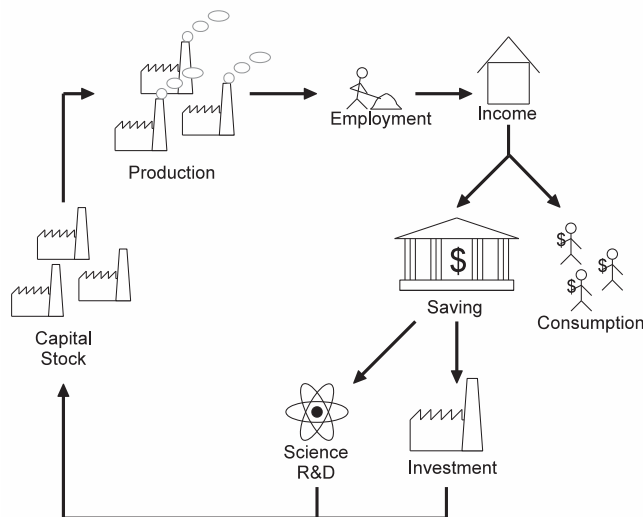 Production
Employment
Income
$
Saving
$
$
$
Consumption
Capital
Stock
Science
R&D
Investment